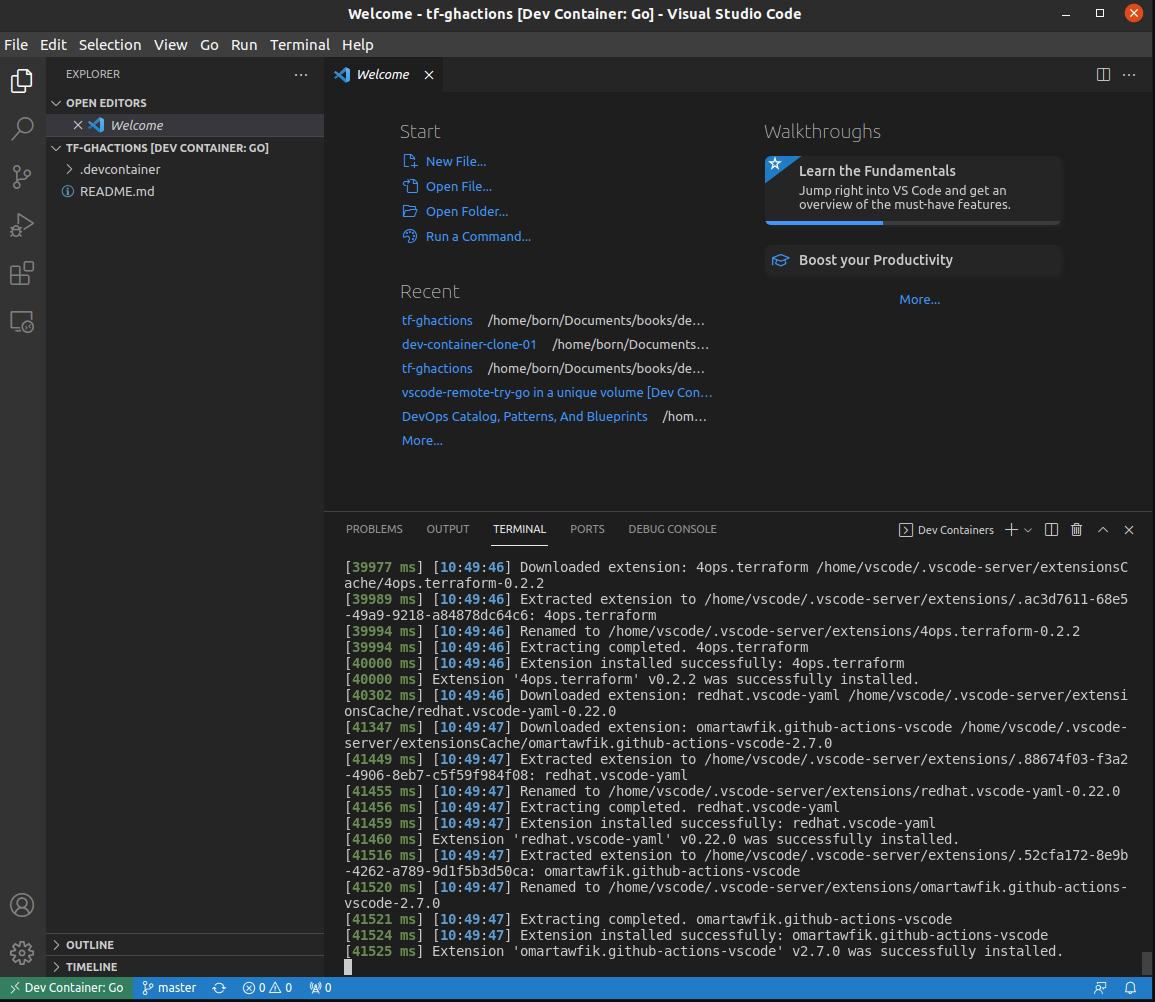 Welcome - tf-ghactions [Dev Container: Go] - Visual Studio Code
File Edit Selection View Go Run Terminal Help
EXPLORER
OPEN EDITORS
Welcome
TF-GHACTIONS [DEV CONTAINER: GO]
.devcontainer
README.md
OUTLINE
TIMELINE
Welcome
Start
New File...
Open File...
Open Folder...
Run a Command...
Recent
tf-ghactions /home/born/Documents/books/de...
dev-container-clone-01 /home/born/Documents...
tf-ghactions /home/born/Documents/books/de...
vscode-remote-try-go in a unique volume [Dev Con...
DevOps Catalog, Patterns, And Blueprints /hom...
More...
Walkthroughs
Learn the Fundamentals
Jump right into VS Code and get an
overview of the must-have features.
Boost your Productivity
More...
PROBLEMS OUTPUT TERMINAL PORTS DEBUG CONSOLE
Dev Containers
[39977 ms] [10:49:46] Downloaded extension: 4ops.terraform /home/vscode/.vscode-server/extensionsC
ache/4ops.terraform-0.2.2
[39989 ms] [10:49:46] Extracted extension to /home/vscode/.vscode-server/extensions/.ac3d7611-68e5
-49a9-9218-a84878dc64c6: 4ops.terraform
[39994 ms] [10:49:46] Renamed to /home/vscode/.vscode-server/extensions/4ops.terraform-0.2.2
[39994 ms] [10:49:46] Extracting completed. 4ops.terraform
[40000 ms] [10:49:46] Extension installed successfully: 4ops.terraform
[40000 ms] Extension '4ops.terraform' v0.2.2 was successfully installed.
[40302 ms] [10:49:46] Downloaded extension: redhat.vscode-yaml /home/vscode/.vscode-server/extensi
onsCache/redhat.vscode-yaml-0.22.0
[41347 ms] [10:49:47] Downloaded extension: omartawfik.github-actions-vscode /home/vscode/.vscode-
server/extensionsCache/omartawfik.github-actions-vscode-2.7.0
[41449 ms] [10:49:47] Extracted extension to /home/vscode/.vscode-server/extensions/.88674f03-f3a2
-4906-8eb7-c5f59f984f08: redhat.vscode-yaml
[41455 ms] [10:49:47] Renamed to /home/vscode/.vscode-server/extensions/redhat.vscode-yaml-0.22.0
[41456 ms] [10:49:47] Extracting completed. redhat.vscode-yaml
[41459 ms] [10:49:47] Extension installed successfully: redhat.vscode-yaml
[41460 ms] Extension 'redhat.vscode-yaml' v0.22.0 was successfully installed.
[41516 ms] [10:49:47] Extracted extension to /home/vscode/.vscode-server/extensions/.52cfa172-8e9b
-4262-a789-9d1f5b3d50ca: omartawfik.github-actions-vscode
[41520 ms] [10:49:47] Renamed to /home/vscode/.vscode-server/extensions/omartawfik.github-actions-
vscode-2.7.0
[41521 ms] [10:49:47] Extracting completed. omartawfik.github-actions-vscode
[41524 ms] [10:49:47] Extension installed successfully: omartawfik.github-actions-vscode
[41525 ms] Extension 'omartawfik.github-actions-vscode' v2.7.0 was successfully installed.
Dev Container: Go master 0 0 0